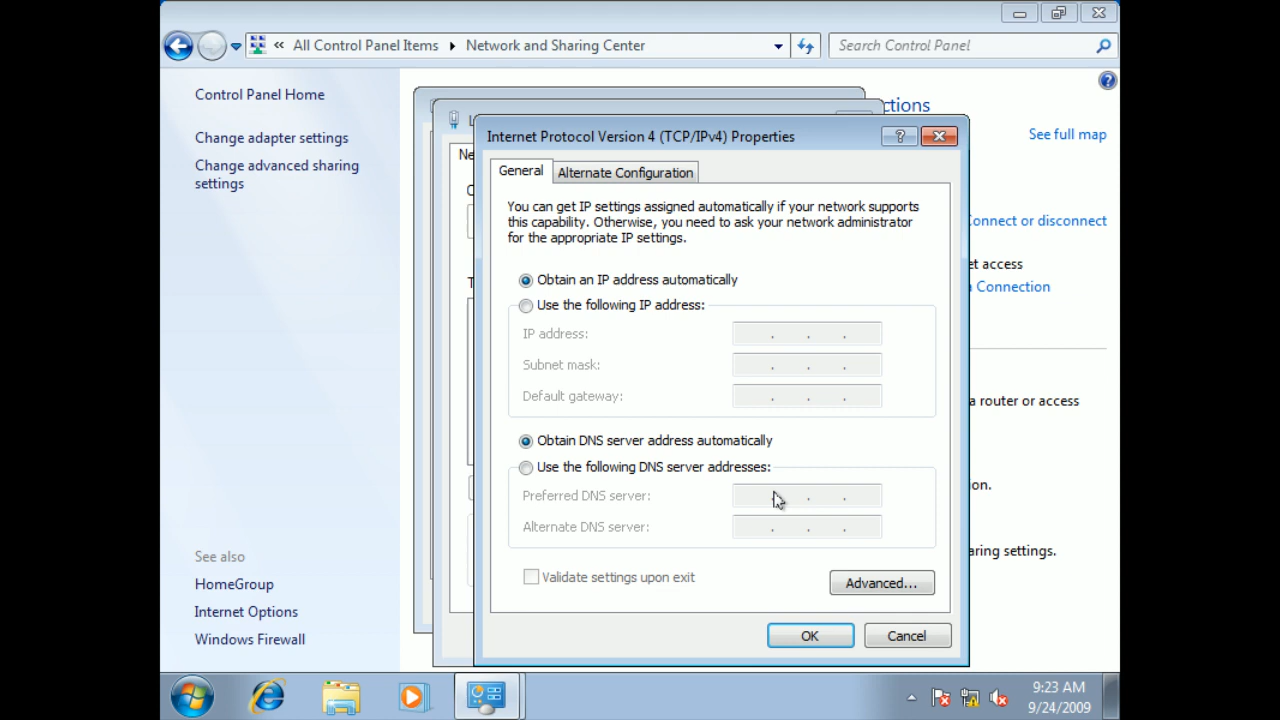 « All Control Panel Items ▸ Network and Sharing Center
Search Control Panel
Control Panel Home
Change adapter settings
Change advanced sharing
settings
See also
HomeGroup
Internet Options
Windows Firewall
ctions
See full map
Connect or disconnect
et access
a Connection
a router or access
on.
aring settings.
L
Ne
C
T
Internet Protocol Version 4 (TCP/IPv4) Properties
General
Alternate Configuration
You can get IP settings assigned automatically if your network supports
this capability. Otherwise, you need to ask your network administrator
for the appropriate IP settings.
Obtain an IP address automatically
Use the following IP address:
IP address: . . .
Subnet mask: . . .
Default gateway: . . .
Obtain DNS server address automatically
Use the following DNS server addresses:
Preferred DNS server: . . .
Alternate DNS server: . . .
Validate settings upon exit
Advanced...
OK
Cancel
9:23 AM
9/24/2009